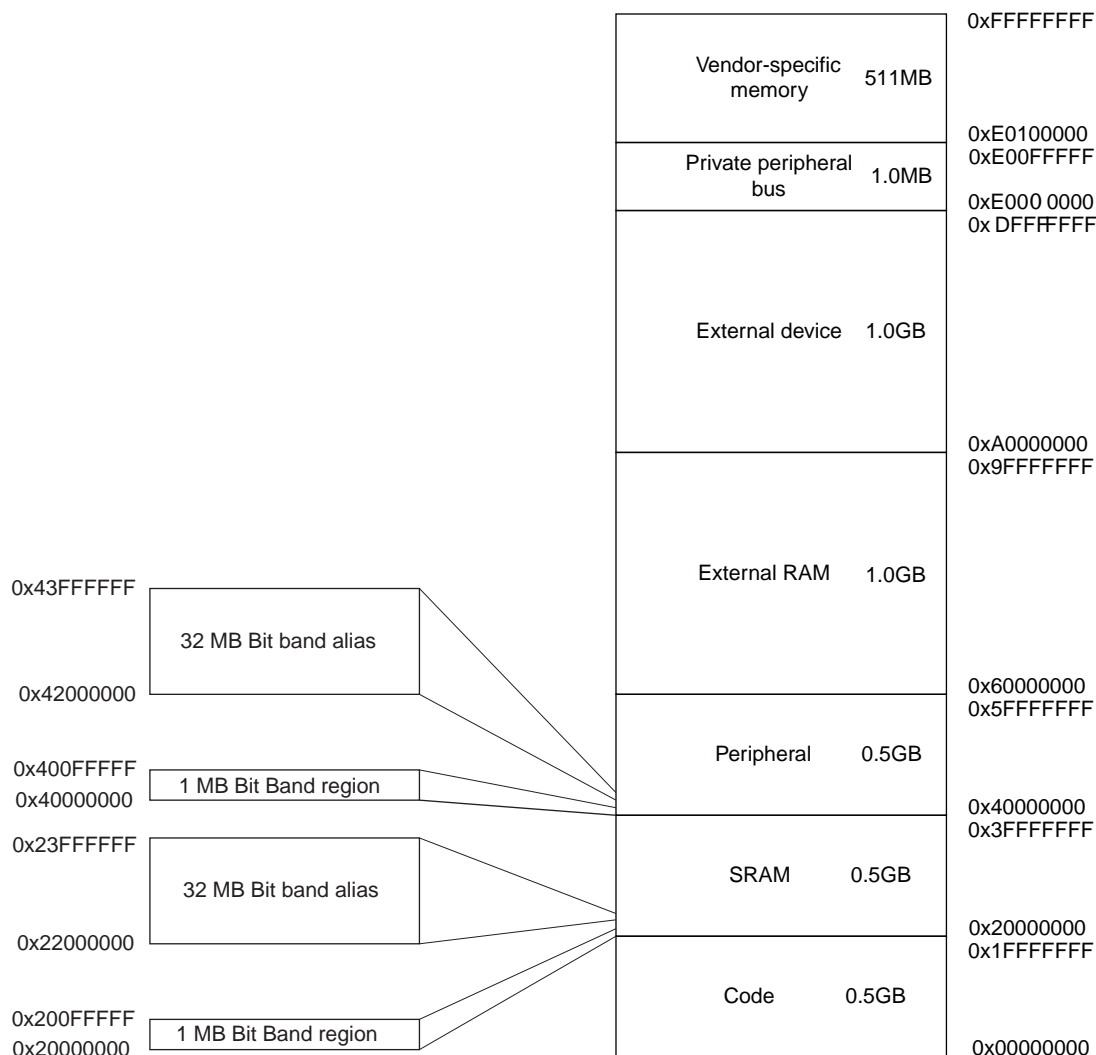 0xFFFFFFFF
Vendor-specific
memory
511MB
0xE0100000
0xE00FFFFF
Private peripheral
bus
1.0MB
0xE000 0000
0x DFFFFFFF
External device
1.0GB
0xA0000000
0x9FFFFFFF
External RAM
1.0GB
0x60000000
0x5FFFFFFF
Peripheral
0.5GB
0x40000000
0x3FFFFFFF
SRAM
0.5GB
0x20000000
0x1FFFFFFF
Code
0.5GB
0x00000000
0x43FFFFFF
32 MB Bit band alias
0x42000000
0x400FFFFF
1 MB Bit Band region
0x40000000
0x23FFFFFF
32 MB Bit band alias
0x22000000
0x200FFFFF
1 MB Bit Band region
0x20000000